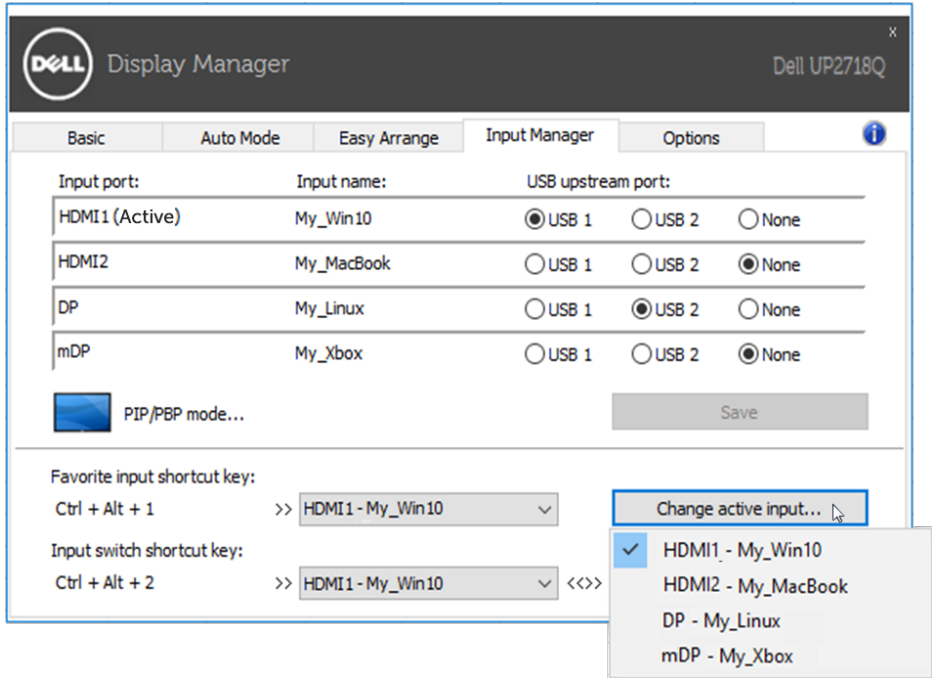 x
DELL Display Manager
Dell UP2718Q
Basic Auto Mode Easy Arrange Input Manager Options i
Input port: Input name: USB upstream port:
HDMI1 (Active) My_Win10 USB 1 USB 2 None
HDMI2 My_MacBook USB 1 USB 2 None
DP My_Linux USB 1 USB 2 None
mDP My_Xbox USB 1 USB 2 None
PIP/PBP mode... Save
Favorite input shortcut key:
Ctrl + Alt + 1 >> HDMI1 - My_Win10 Change active input...
Input switch shortcut key:
Ctrl + Alt + 2 >> HDMI1 - My_Win10 <<>>
HDMI1 - My_Win10
HDMI2 - My_MacBook
DP - My_Linux
mDP - My_Xbox